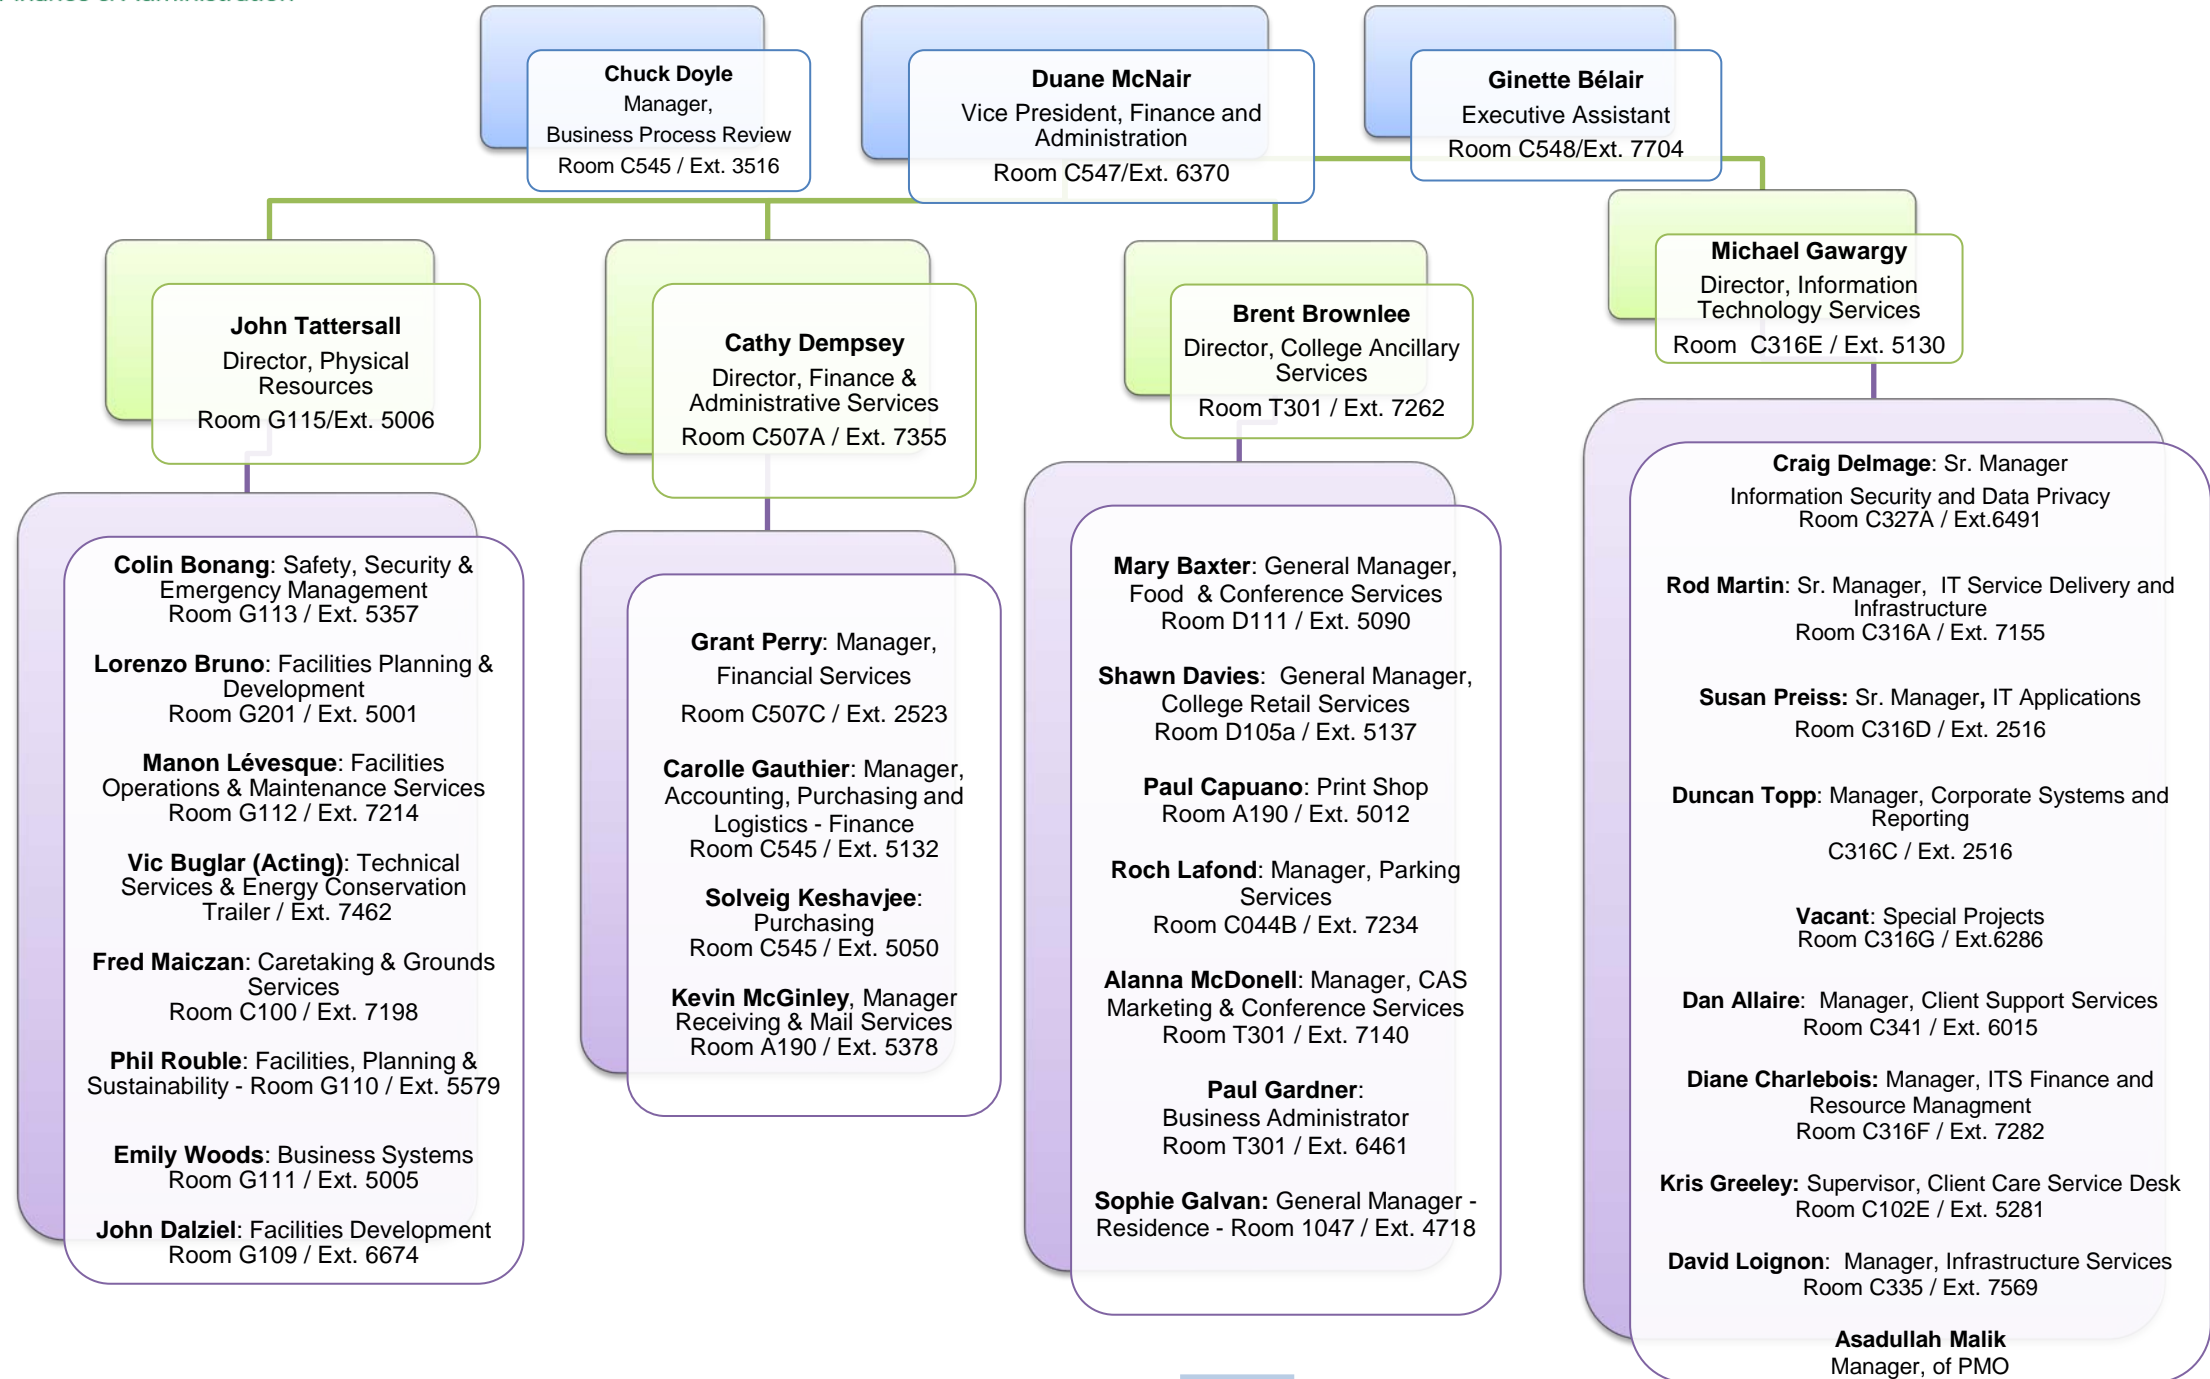 Finance & Administration
Chuck Doyle
Manager,
Business Process Review
Room C545 / Ext. 3516
Duane McNair
Vice President, Finance and
Administration
Room C547/Ext. 6370
Ginette Bélair
Executive Assistant
Room C548/Ext. 7704
John Tattersall
Director, Physical
Resources
Room G115/Ext. 5006
Cathy Dempsey
Director, Finance &
Administrative Services
Room C507A / Ext. 7355
Brent Brownlee
Director, College Ancillary
Services
Room T301 / Ext. 7262
Michael Gawargy
Director, Information
Technology Services
Room C316E / Ext. 5130
Colin Bonang: Safety, Security &
Emergency Management
Room G113 / Ext. 5357
Lorenzo Bruno: Facilities Planning &
Development
Room G201 / Ext. 5001
Manon Lévesque: Facilities
Operations & Maintenance Services
Room G112 / Ext. 7214
Vic Buglar (Acting): Technical
Services & Energy Conservation
Trailer / Ext. 7462
Fred Maiczan: Caretaking & Grounds
Services
Room C100 / Ext. 7198
Phil Rouble: Facilities, Planning &
Sustainability - Room G110 / Ext. 5579
Emily Woods: Business Systems
Room G111 / Ext. 5005
John Dalziel: Facilities Development
Room G109 / Ext. 6674
Grant Perry: Manager,
Financial Services
Room C507C / Ext. 2523
Carolle Gauthier: Manager,
Accounting, Purchasing and
Logistics - Finance
Room C545 / Ext. 5132
Solveig Keshavjee:
Purchasing
Room C545 / Ext. 5050
Kevin McGinley, Manager
Receiving & Mail Services
Room A190 / Ext. 5378
Mary Baxter: General Manager,
Food & Conference Services
Room D111 / Ext. 5090
Shawn Davies: General Manager,
College Retail Services
Room D105a / Ext. 5137
Paul Capuano: Print Shop
Room A190 / Ext. 5012
Roch Lafond: Manager, Parking
Services
Room C044B / Ext. 7234
Alanna McDonell: Manager, CAS
Marketing & Conference Services
Room T301 / Ext. 7140
Paul Gardner:
Business Administrator
Room T301 / Ext. 6461
Sophie Galvan: General Manager -
Residence - Room 1047 / Ext. 4718
Craig Delmage: Sr. Manager
Information Security and Data Privacy
Room C327A / Ext.6491
Rod Martin: Sr. Manager, IT Service Delivery and
Infrastructure
Room C316A / Ext. 7155
Susan Preiss: Sr. Manager, IT Applications
Room C316D / Ext. 2516
Duncan Topp: Manager, Corporate Systems and
Reporting
C316C / Ext. 2516
Vacant: Special Projects
Room C316G / Ext.6286
Dan Allaire: Manager, Client Support Services
Room C341 / Ext. 6015
Diane Charlebois: Manager, ITS Finance and
Resource Managment
Room C316F / Ext. 7282
Kris Greeley: Supervisor, Client Care Service Desk
Room C102E / Ext. 5281
David Loignon: Manager, Infrastructure Services
Room C335 / Ext. 7569
Asadullah Malik
Manager, of PMO